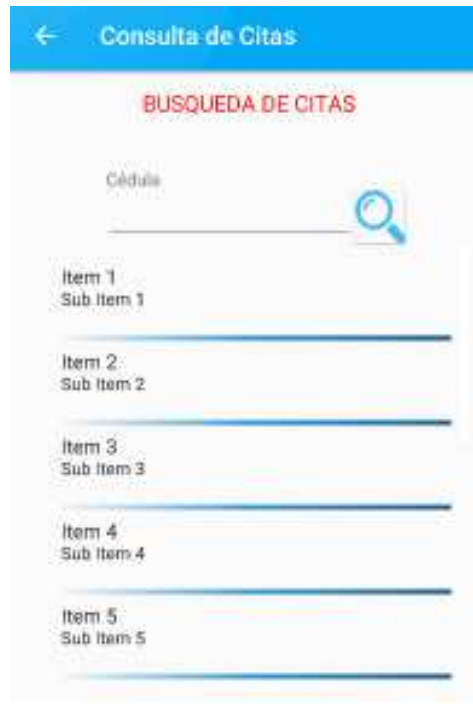 Consulta de Citas
BUSQUEDA DE CITAS
Cédula
Item 1
Sub Item 1
Item 2
Sub Item 2
Item 3
Sub Item 3
Item 4
Sub Item 4
Item 5
Sub Item 5